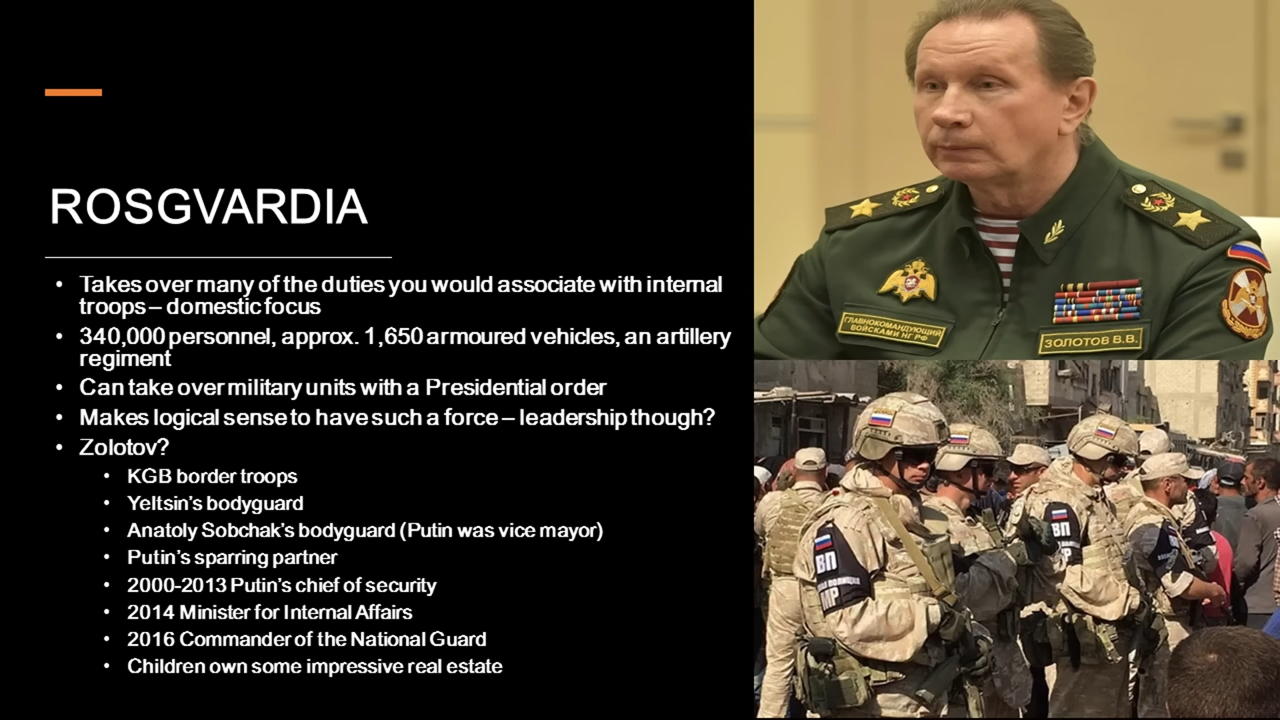 ROSGVARDIA
• Takes over many of the duties you would associate with internal
troops – domestic focus
• 340,000 personnel, approx. 1,650 armoured vehicles, an artillery
regiment
• Can take over military units with a Presidential order
• Makes logical sense to have such a force – leadership though?
• Zolotov?
• KGB border troops
• Yeltsin's bodyguard
• Anatoly Sobchak's bodyguard (Putin was vice mayor)
• Putin's sparring partner
• 2000-2013 Putin's chief of security
• 2014 Minister for Internal Affairs
• 2016 Commander of the National Guard
• Children own some impressive real estate
ГЛАВНОКОМАНДУЮЩИЙ
ВОЙСКАМИ НГ РФ
ЗОЛОТОВ В.В.
ВП
ВП